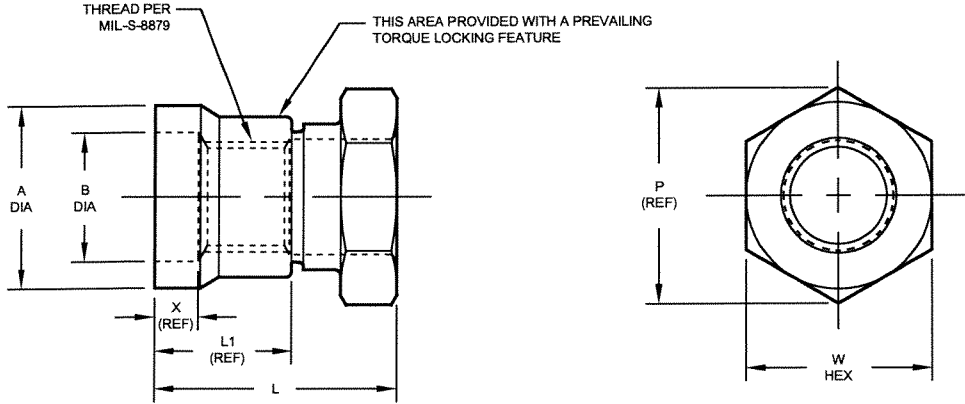 THREAD PER
MIL-S-8879
THIS AREA PROVIDED WITH A PREVAILING
TORQUE LOCKING FEATURE
A
DIA
B
DIA
X
(REF)
L1
(REF)
L
P
(REF)
W
HEX